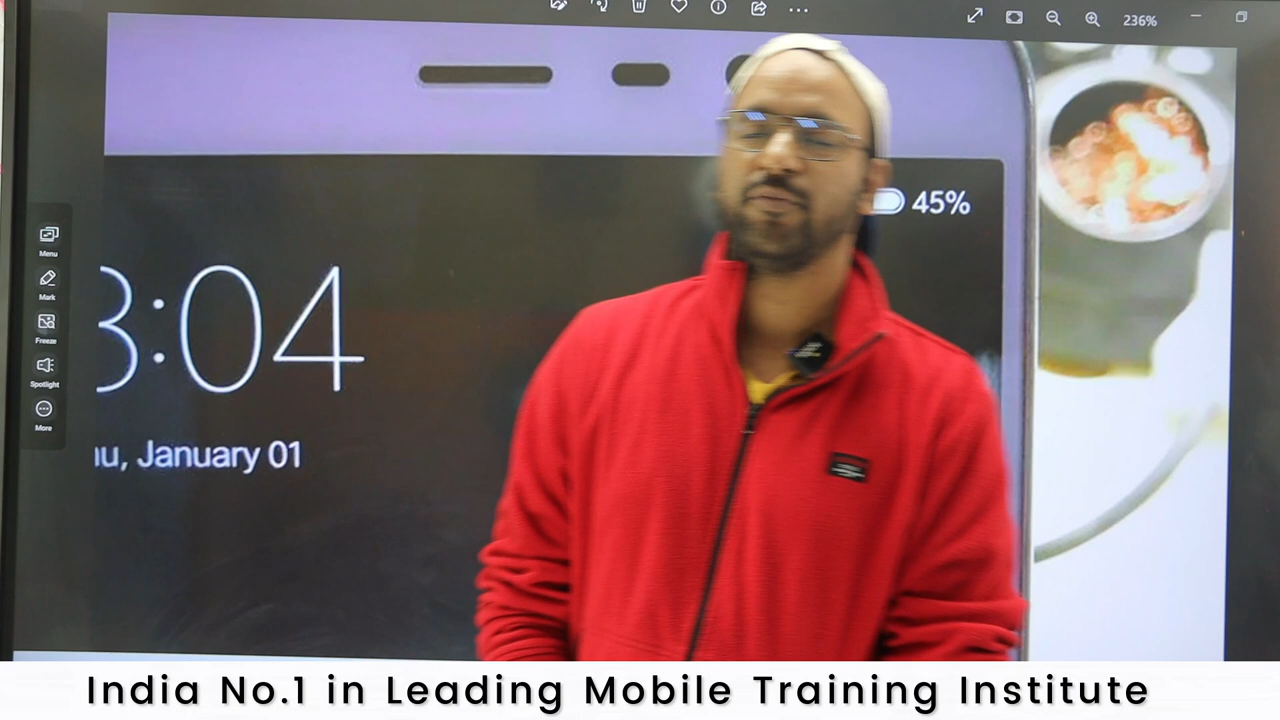 236%
45%
3:04
Menu
Mark
Freeze
Spotlight
More
u, January 01
India No.1 in Leading Mobile Training Institute